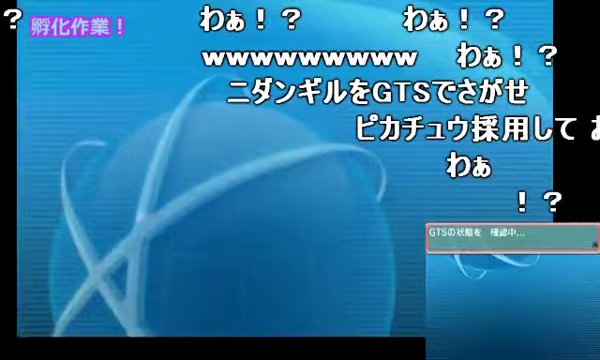 ？ 孵化作業！ わぁ！？ わぁ！？
wwwwwwwww わぁ！？
ニダンギルをGTSでさがせ
ピカチュウ採用して
わぁ
！？
GTSの状態を 確認中...